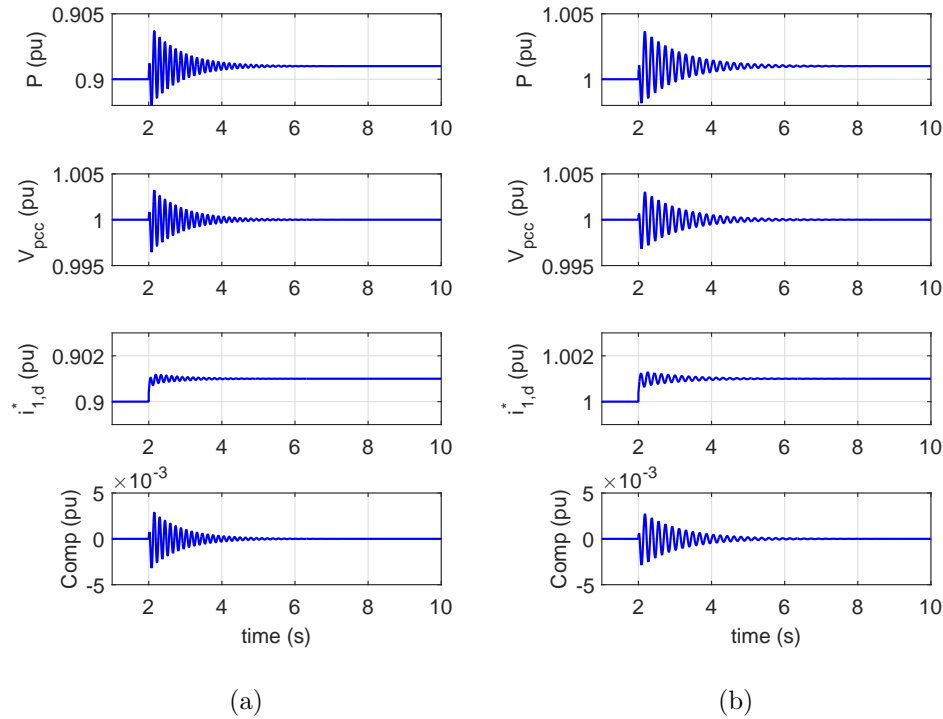 0.905
0.9
P (pu)
2 4 6 8 10
1.005
1
P (pu)
2 4 6 8 10
1.005
1
0.995
V_pcc (pu)
2 4 6 8 10
1.005
1
0.995
V_pcc (pu)
2 4 6 8 10
0.902
0.9
i*_1,d (pu)
2 4 6 8 10
1.002
1
i*_1,d (pu)
2 4 6 8 10
×10^-3
5
0
-5
Comp (pu)
2 4 6 8 10
time (s)
×10^-3
5
0
-5
Comp (pu)
2 4 6 8 10
time (s)
(a)
(b)